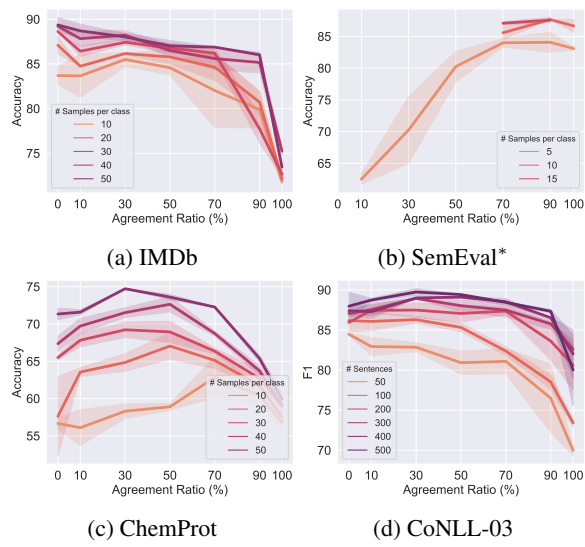 90
85
80
75
Accuracy
# Samples per class
10
20
30
40
50
0 10 30 50 70 90 100
Agreement Ratio (%)
(a) IMDb
85
80
75
70
65
Accuracy
# Samples per class
5
10
15
0 10 30 50 70 90 100
Agreement Ratio (%)
(b) SemEval*
75
70
65
60
55
Accuracy
# Samples per class
10
20
30
40
50
0 10 30 50 70 90 100
Agreement Ratio (%)
(c) ChemProt
90
85
80
75
70
F1
# Sentences
50
100
200
300
400
500
0 10 30 50 70 90 100
Agreement Ratio (%)
(d) CoNLL-03